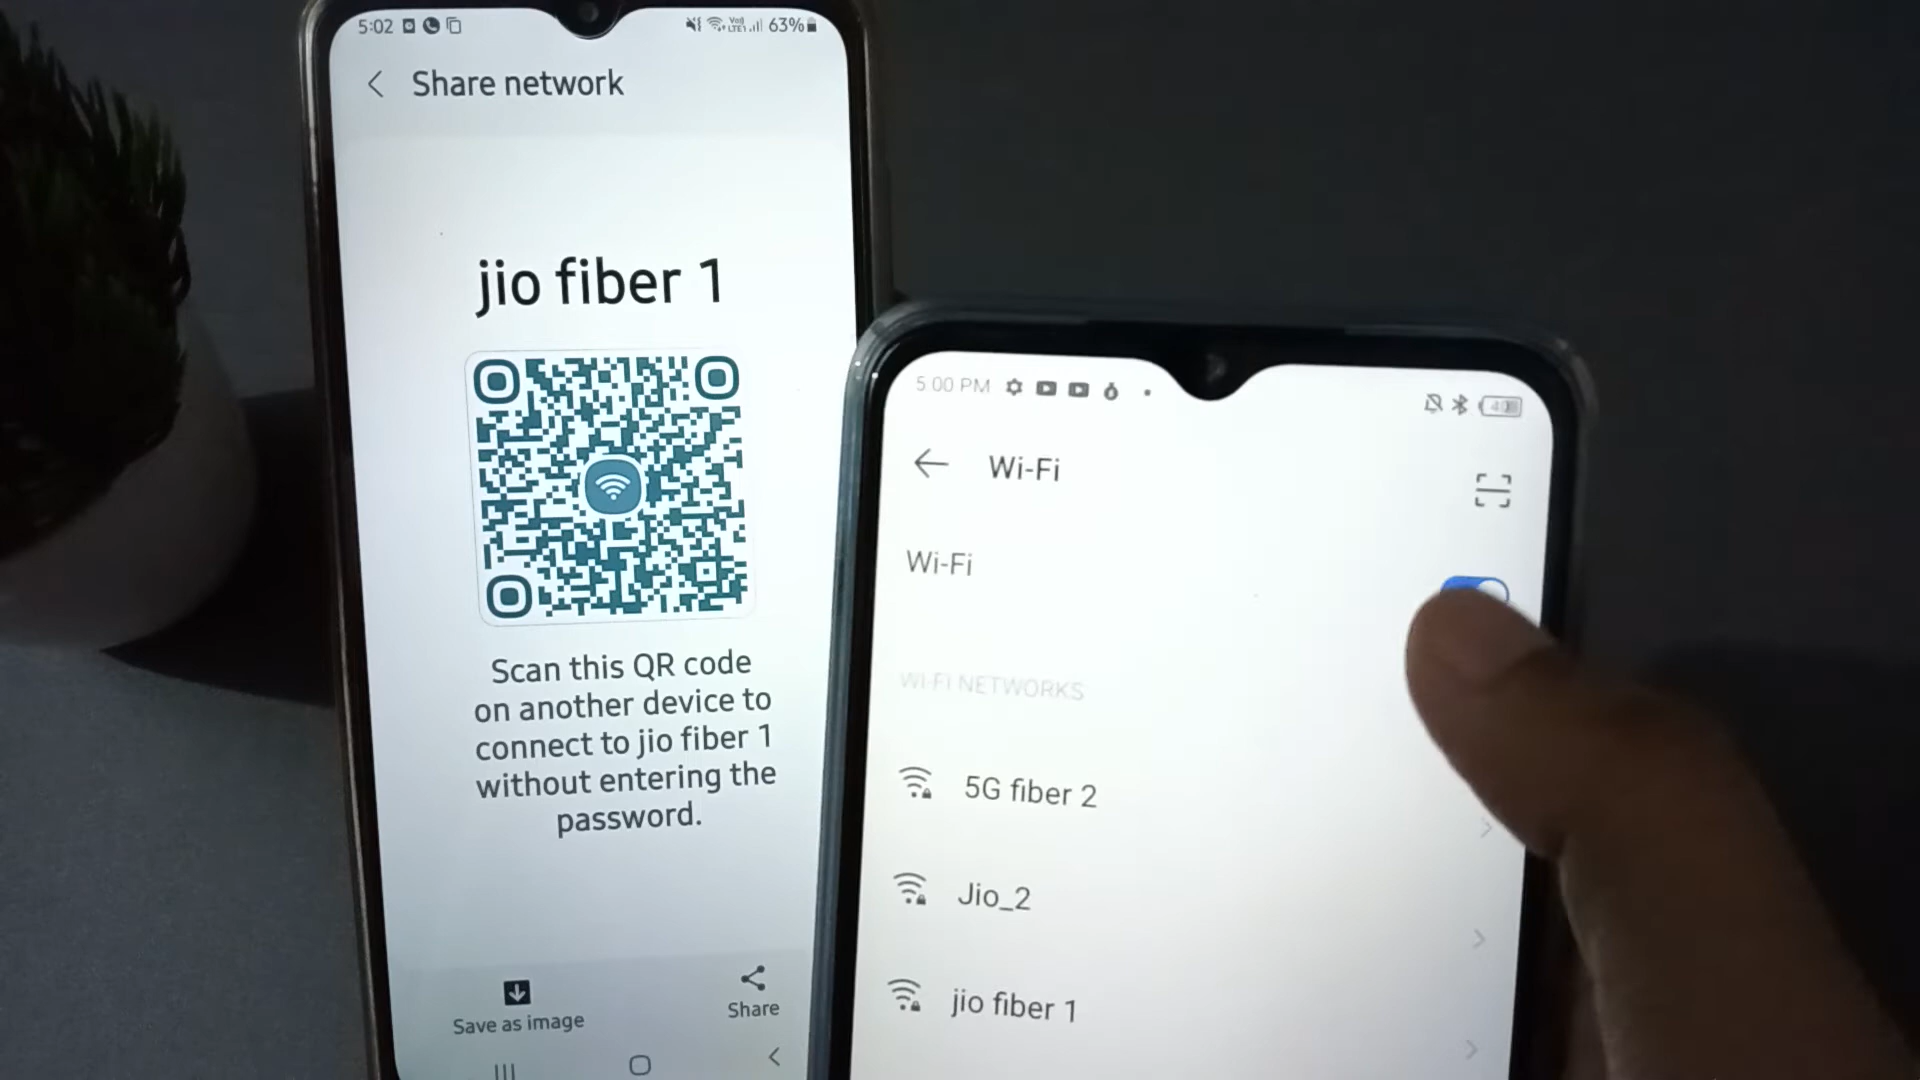 5:02
63%
Share network
jio fiber 1
Scan this QR code
on another device to
connect to jio fiber 1
without entering the
password.
Save as image
Share
5:00 PM
Wi-Fi
Wi-Fi
WI-FI NETWORKS
5G fiber 2
Jio_2
jio fiber 1